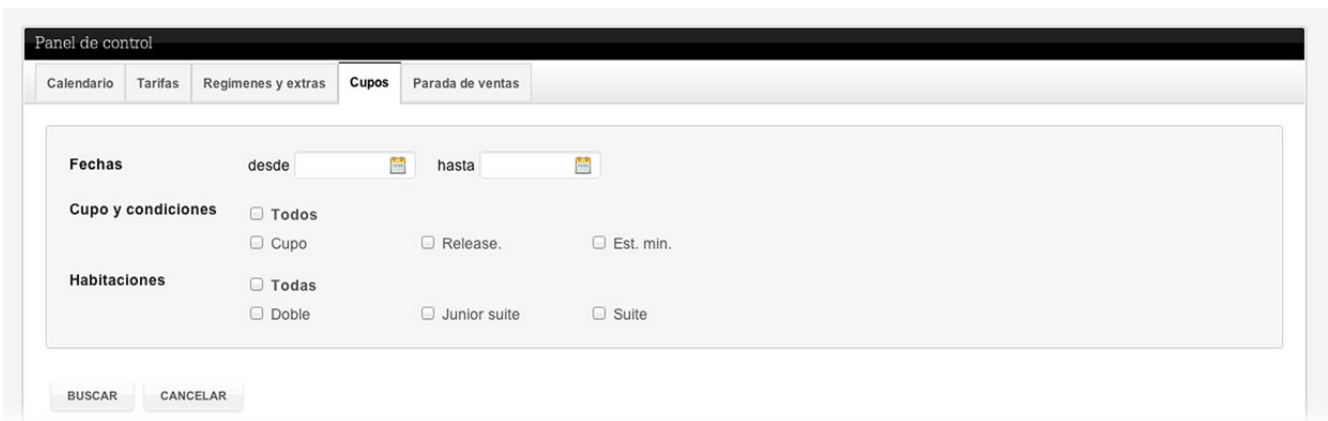 Panel de control
Calendario Tarifas Regímenes y extras Cupos Parada de ventas
Fechas desde hasta
Cupo y condiciones Todos
Cupo Release. Est. min.
Habitaciones Todas
Doble Junior suite Suite
BUSCAR CANCELAR